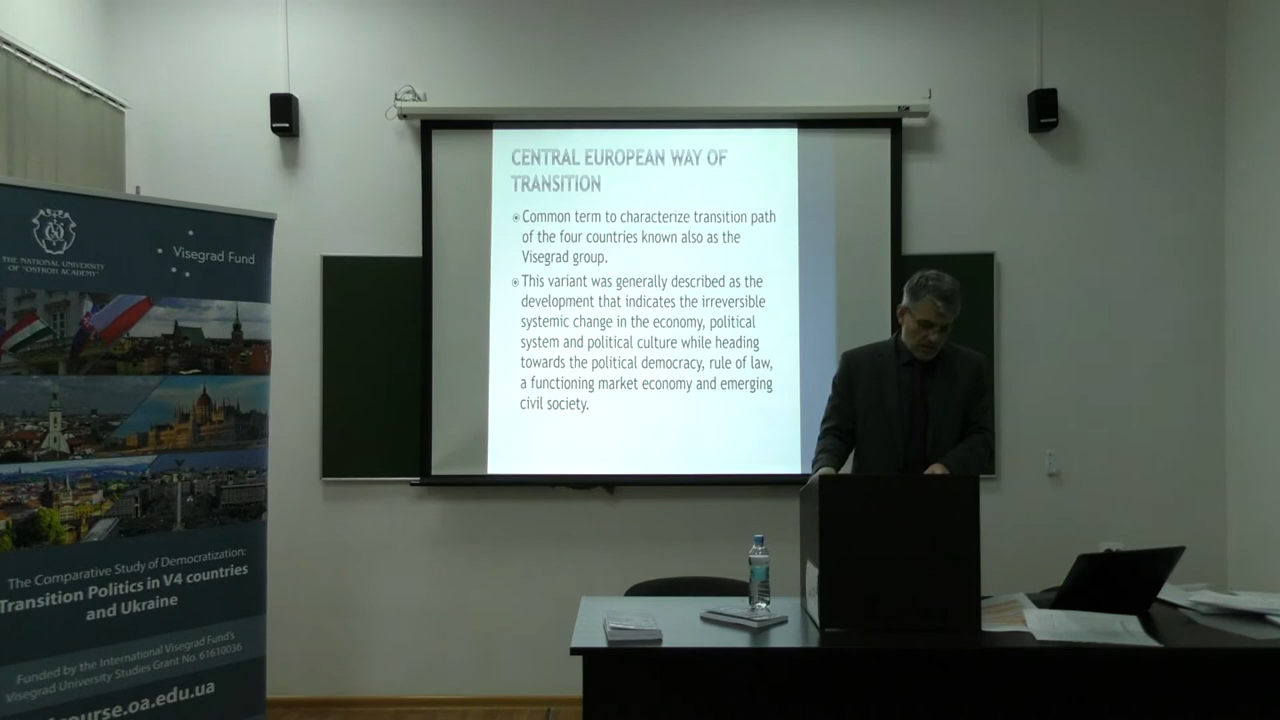 THE NATIONAL UNIVERSITY
OF "OSTROH ACADEMY"
Visegrad Fund
The Comparative Study of Democratization:
Transition Politics in V4 countries
and Ukraine
Funded by the International Visegrad Fund's
Visegrad University Studies Grant No. 61610036
course.oa.edu.ua
CENTRAL EUROPEAN WAY OF
TRANSITION
Common term to characterize transition path
of the four countries known also as the
Visegrad group.
This variant was generally described as the
development that indicates the irreversible
systemic change in the economy, political
system and political culture while heading
towards the political democracy, rule of law,
a functioning market economy and emerging
civil society.